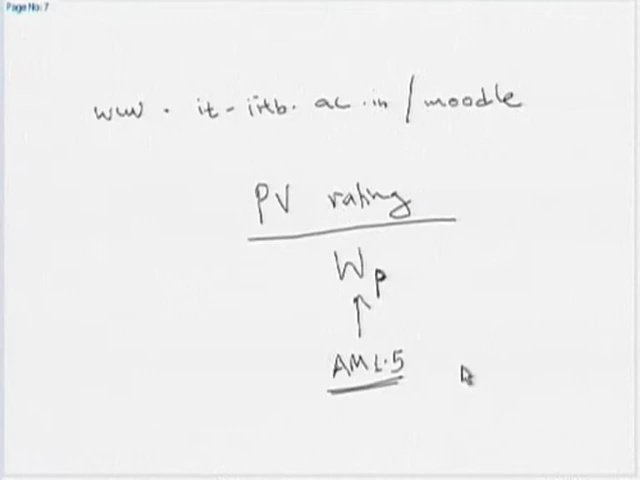 Page No: 7
www. it-iitb.ac.in/moodle
PV rating
Wp
AM1.5